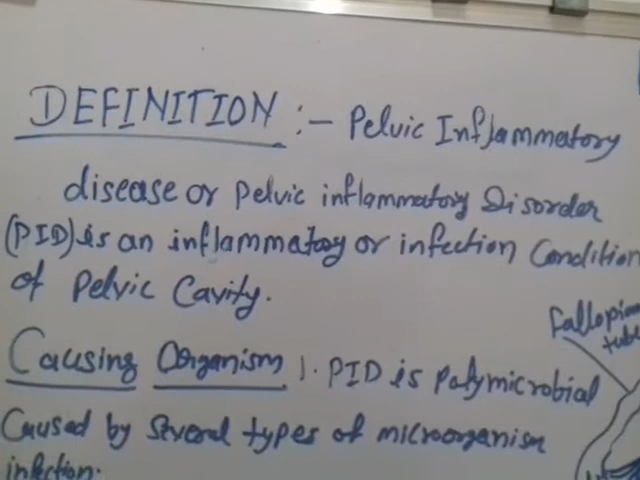 DEFINITION :- Pelvic Inflammatory
disease or Pelvic inflammatory Disorder
(PID) is an inflammatory or infection Condition
of Pelvic Cavity.
Fallopian
tube
Causing Organism 1. PID is Polymicrobial
Caused by Several types of microorganism
infection.